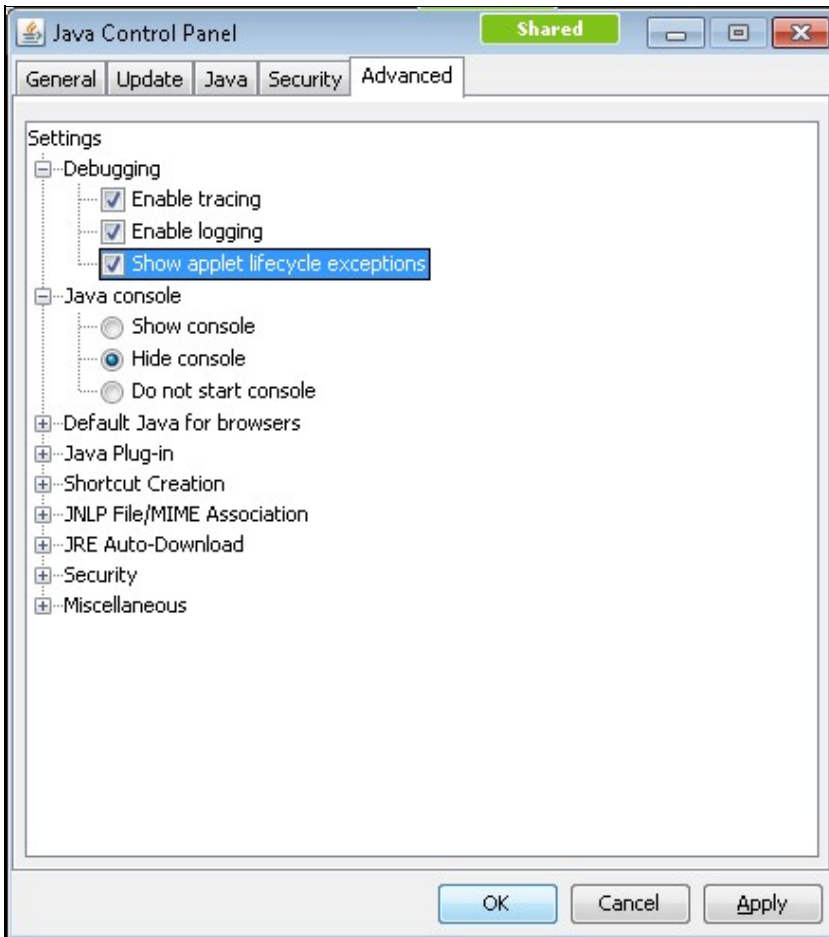 Java Control Panel
Shared
General Update Java Security Advanced
Settings
Debugging
Enable tracing
Enable logging
Show applet lifecycle exceptions
Java console
Show console
Hide console
Do not start console
Default Java for browsers
Java Plug-in
Shortcut Creation
JNLP File/MIME Association
JRE Auto-Download
Security
Miscellaneous
OK Cancel Apply